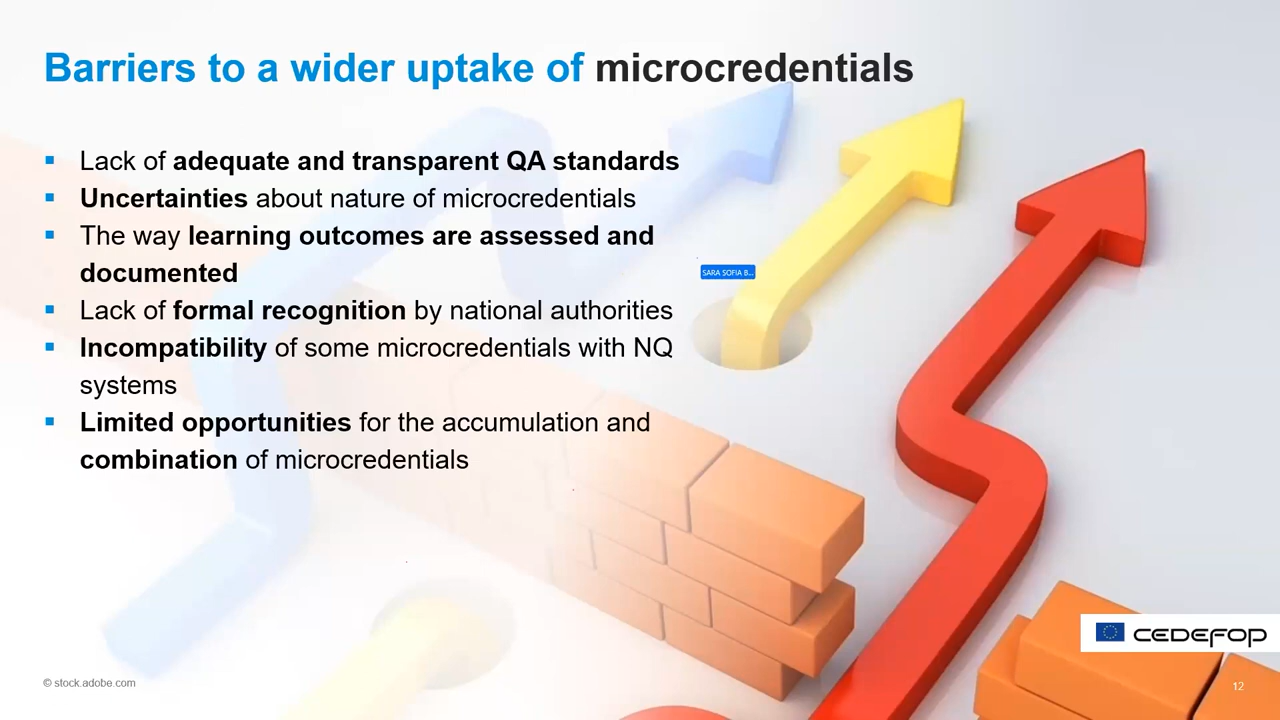 Barriers to a wider uptake of microcredentials
▪ Lack of adequate and transparent QA standards
▪ Uncertainties about nature of microcredentials
▪ The way learning outcomes are assessed and
documented
▪ Lack of formal recognition by national authorities
▪ Incompatibility of some microcredentials with NQ
systems
▪ Limited opportunities for the accumulation and
combination of microcredentials
SARA SOFIA B...
CEDEFOP
© stock.adobe.com
12